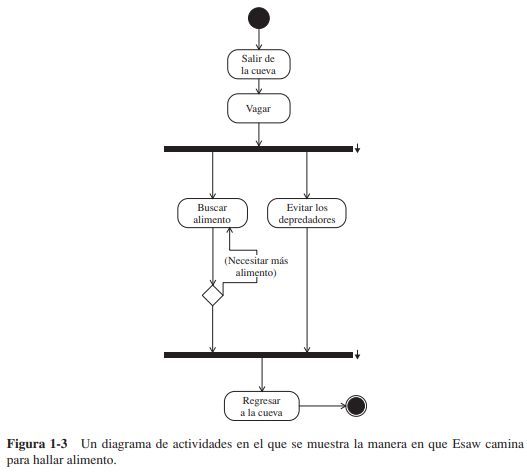 Salir de
la cueva
Vagar
Buscar
alimento
Evitar los
depredadores
(Necesitar más
alimento)
Regresar
a la cueva
Figura 1-3 Un diagrama de actividades en el que se muestra la manera en que Esaw camina
para hallar alimento.